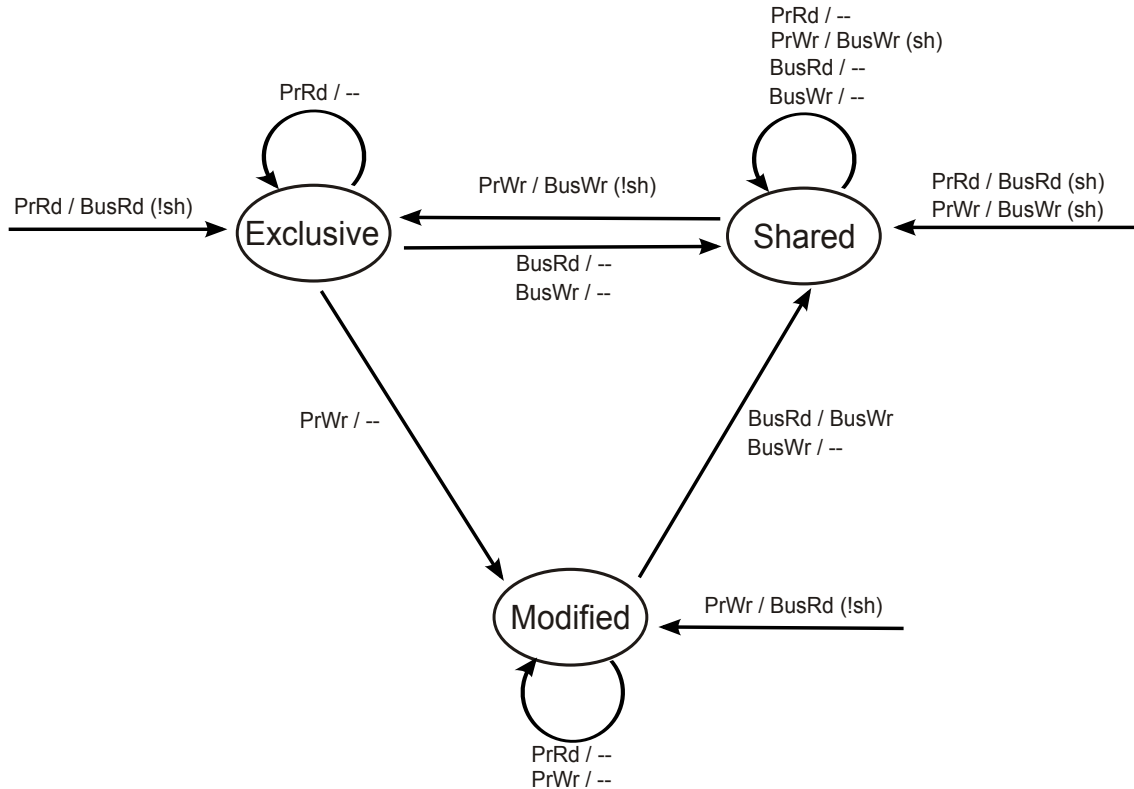 PrRd / --
PrWr / BusWr (sh)
BusRd / --
BusWr / --
PrRd / --
PrRd / BusRd (!sh)
Exclusive
PrWr / BusWr (!sh)
BusRd / --
BusWr / --
Shared
PrRd / BusRd (sh)
PrWr / BusWr (sh)
PrWr / --
BusRd / BusWr
BusWr / --
Modified
PrWr / BusRd (!sh)
PrRd / --
PrWr / --